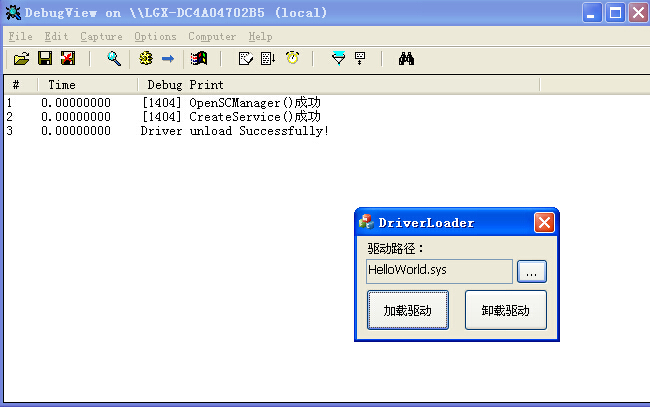 DebugView on \\LGX-DC4A04702B5 (local)
File Edit Capture Options Computer Help
# Time Debug Print
1 0.00000000 [1404] OpenSCManager()成功
2 0.00000000 [1404] CreateService()成功
3 0.00000000 Driver unload Successfully!
DriverLoader
驱动路径：
HelloWorld.sys ...
加载驱动 卸载驱动